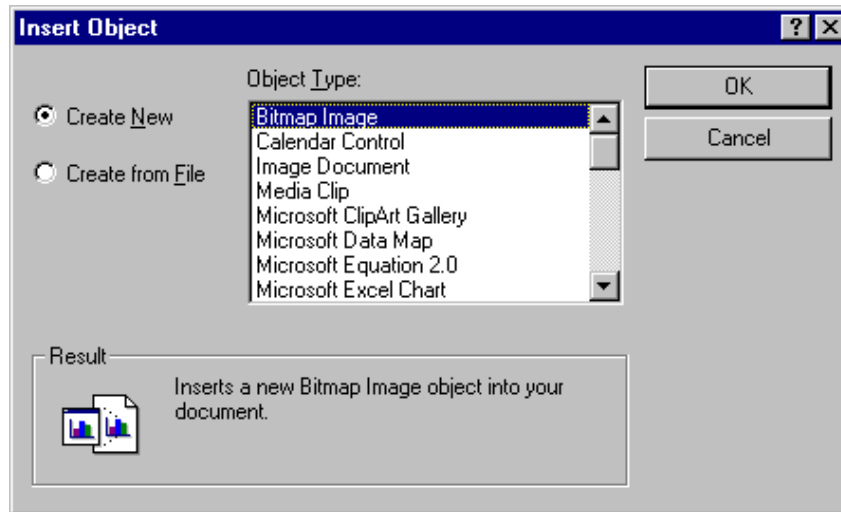 Insert Object
Object Type:
Create New
Create from File
Bitmap Image
Calendar Control
Image Document
Media Clip
Microsoft ClipArt Gallery
Microsoft Data Map
Microsoft Equation 2.0
Microsoft Excel Chart
OK
Cancel
Result
Inserts a new Bitmap Image object into your
document.